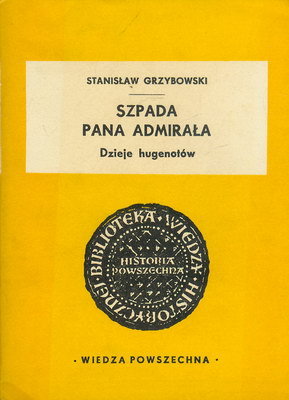 STANISŁAW GRZYBOWSKI
SZPADA
PANA ADMIRAŁA
Dzieje hugenotów
BIBLIOTEKA · WIEDZY HISTORYCZNEJ ·
HISTORIA
POWSZECHNA
· WIEDZA POWSZECHNA ·